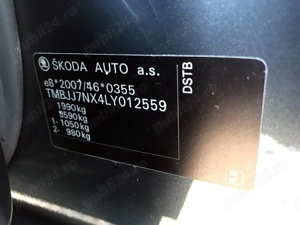 ŠKODA AUTO a.s.
e8*2007/46*0355
TMBJJ7NX4LY012559
1990kg
3590kg
1- 1050kg
2- 980kg
DSTB